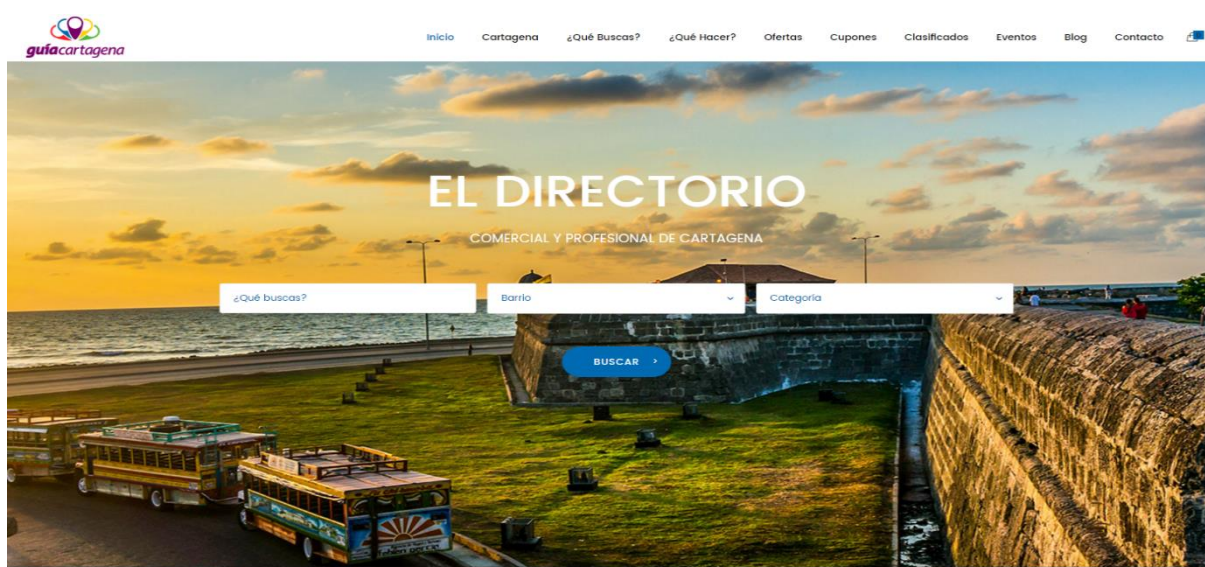 guíacartagena
Inicio Cartagena ¿Qué Buscas? ¿Qué Hacer? Ofertas Cupones Clasificados Eventos Blog Contacto
EL DIRECTORIO
COMERCIAL Y PROFESIONAL DE CARTAGENA
¿Qué buscas? Barrio Categoría
BUSCAR >